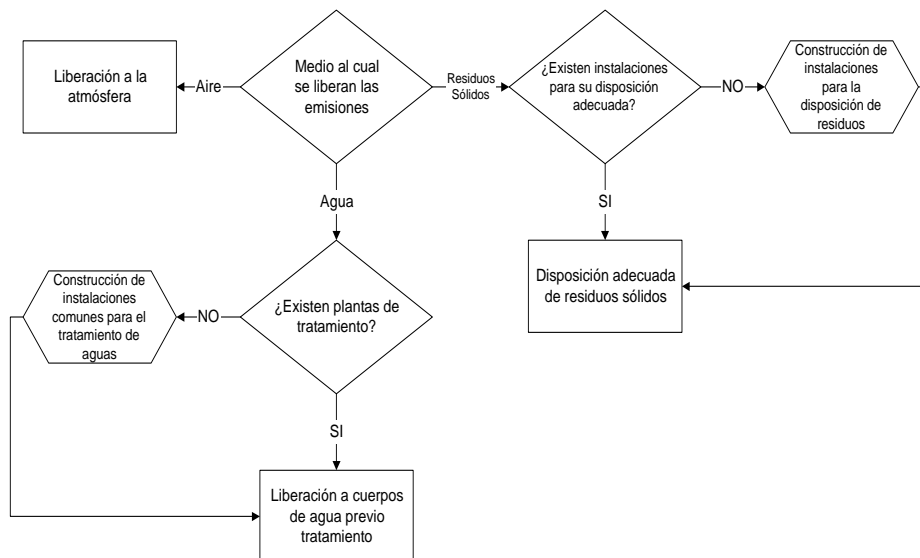 Liberación a la
atmósfera
Aire
Medio al cual
se liberan las
emisiones
Residuos
Sólidos
¿Existen instalaciones
para su disposición
adecuada?
NO
Construcción de
instalaciones
para la
disposición de
residuos
Agua
SI
Construcción de
instalaciones
comunes para el
tratamiento de
aguas
NO
¿Existen plantas de
tratamiento?
Disposición adecuada
de residuos sólidos
SI
Liberación a cuerpos
de agua previo
tratamiento